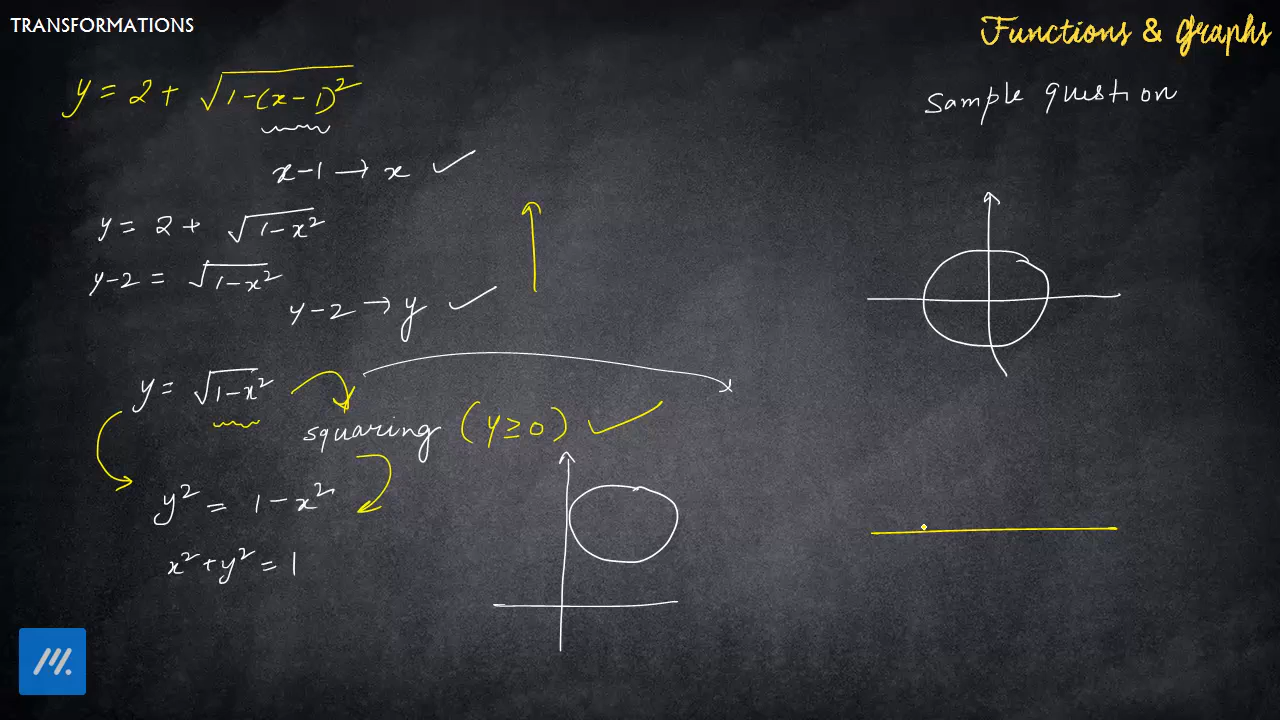 TRANSFORMATIONS
Functions & Graphs
y = 2 + √(1-(x-1)²)
sample question
x-1 → x ✓
y = 2 + √(1-x²)
y-2 = √(1-x²)
y-2 → y ✓
y = √(1-x²)
squaring (y ≥ 0) ✓
y² = 1 - x²
x² + y² = 1